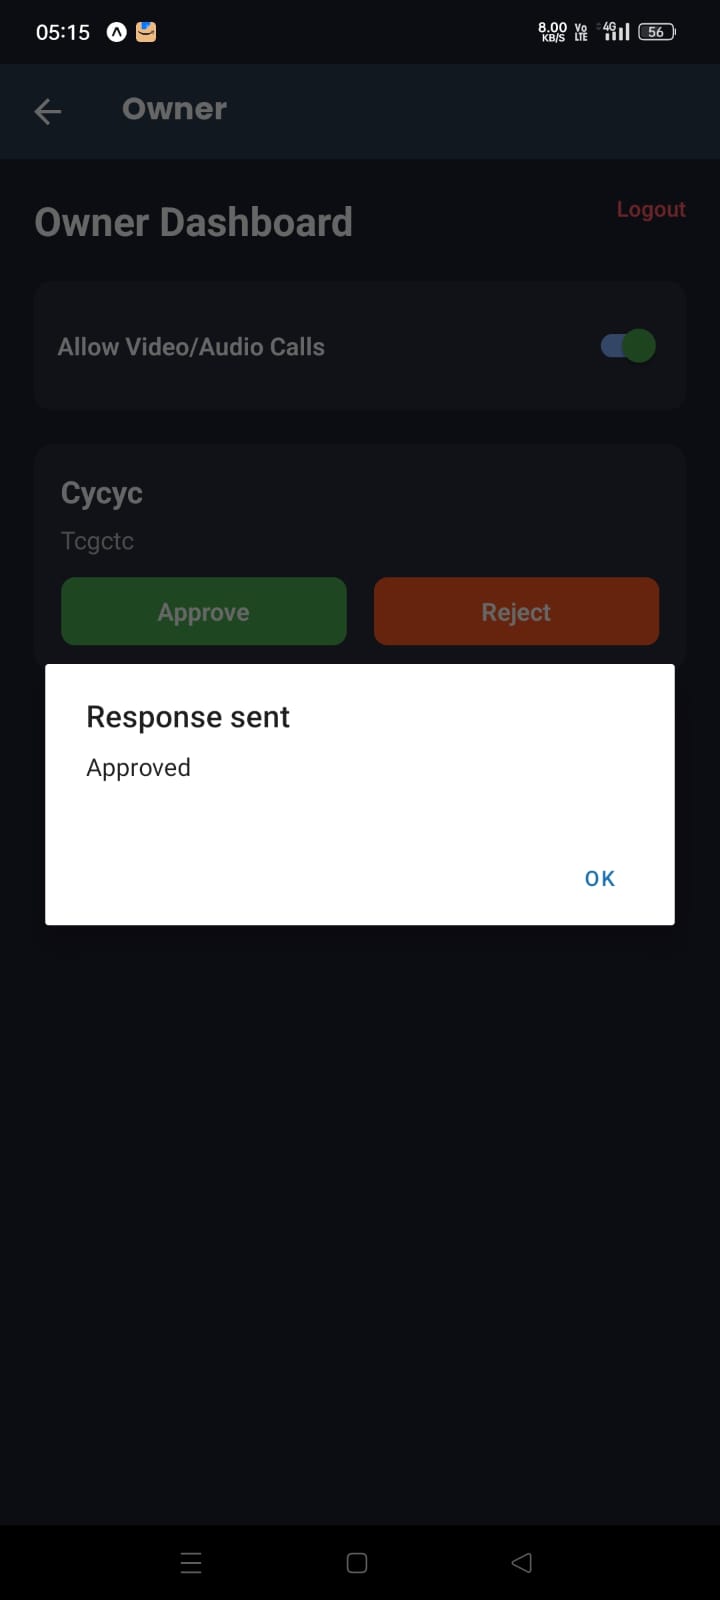 05:15 8.00 KB/S Vo LTE 4G 56
Owner
Owner Dashboard
Logout
Allow Video/Audio Calls
Cycyc
Tcgctc
Approve Reject
Response sent
Approved
OK